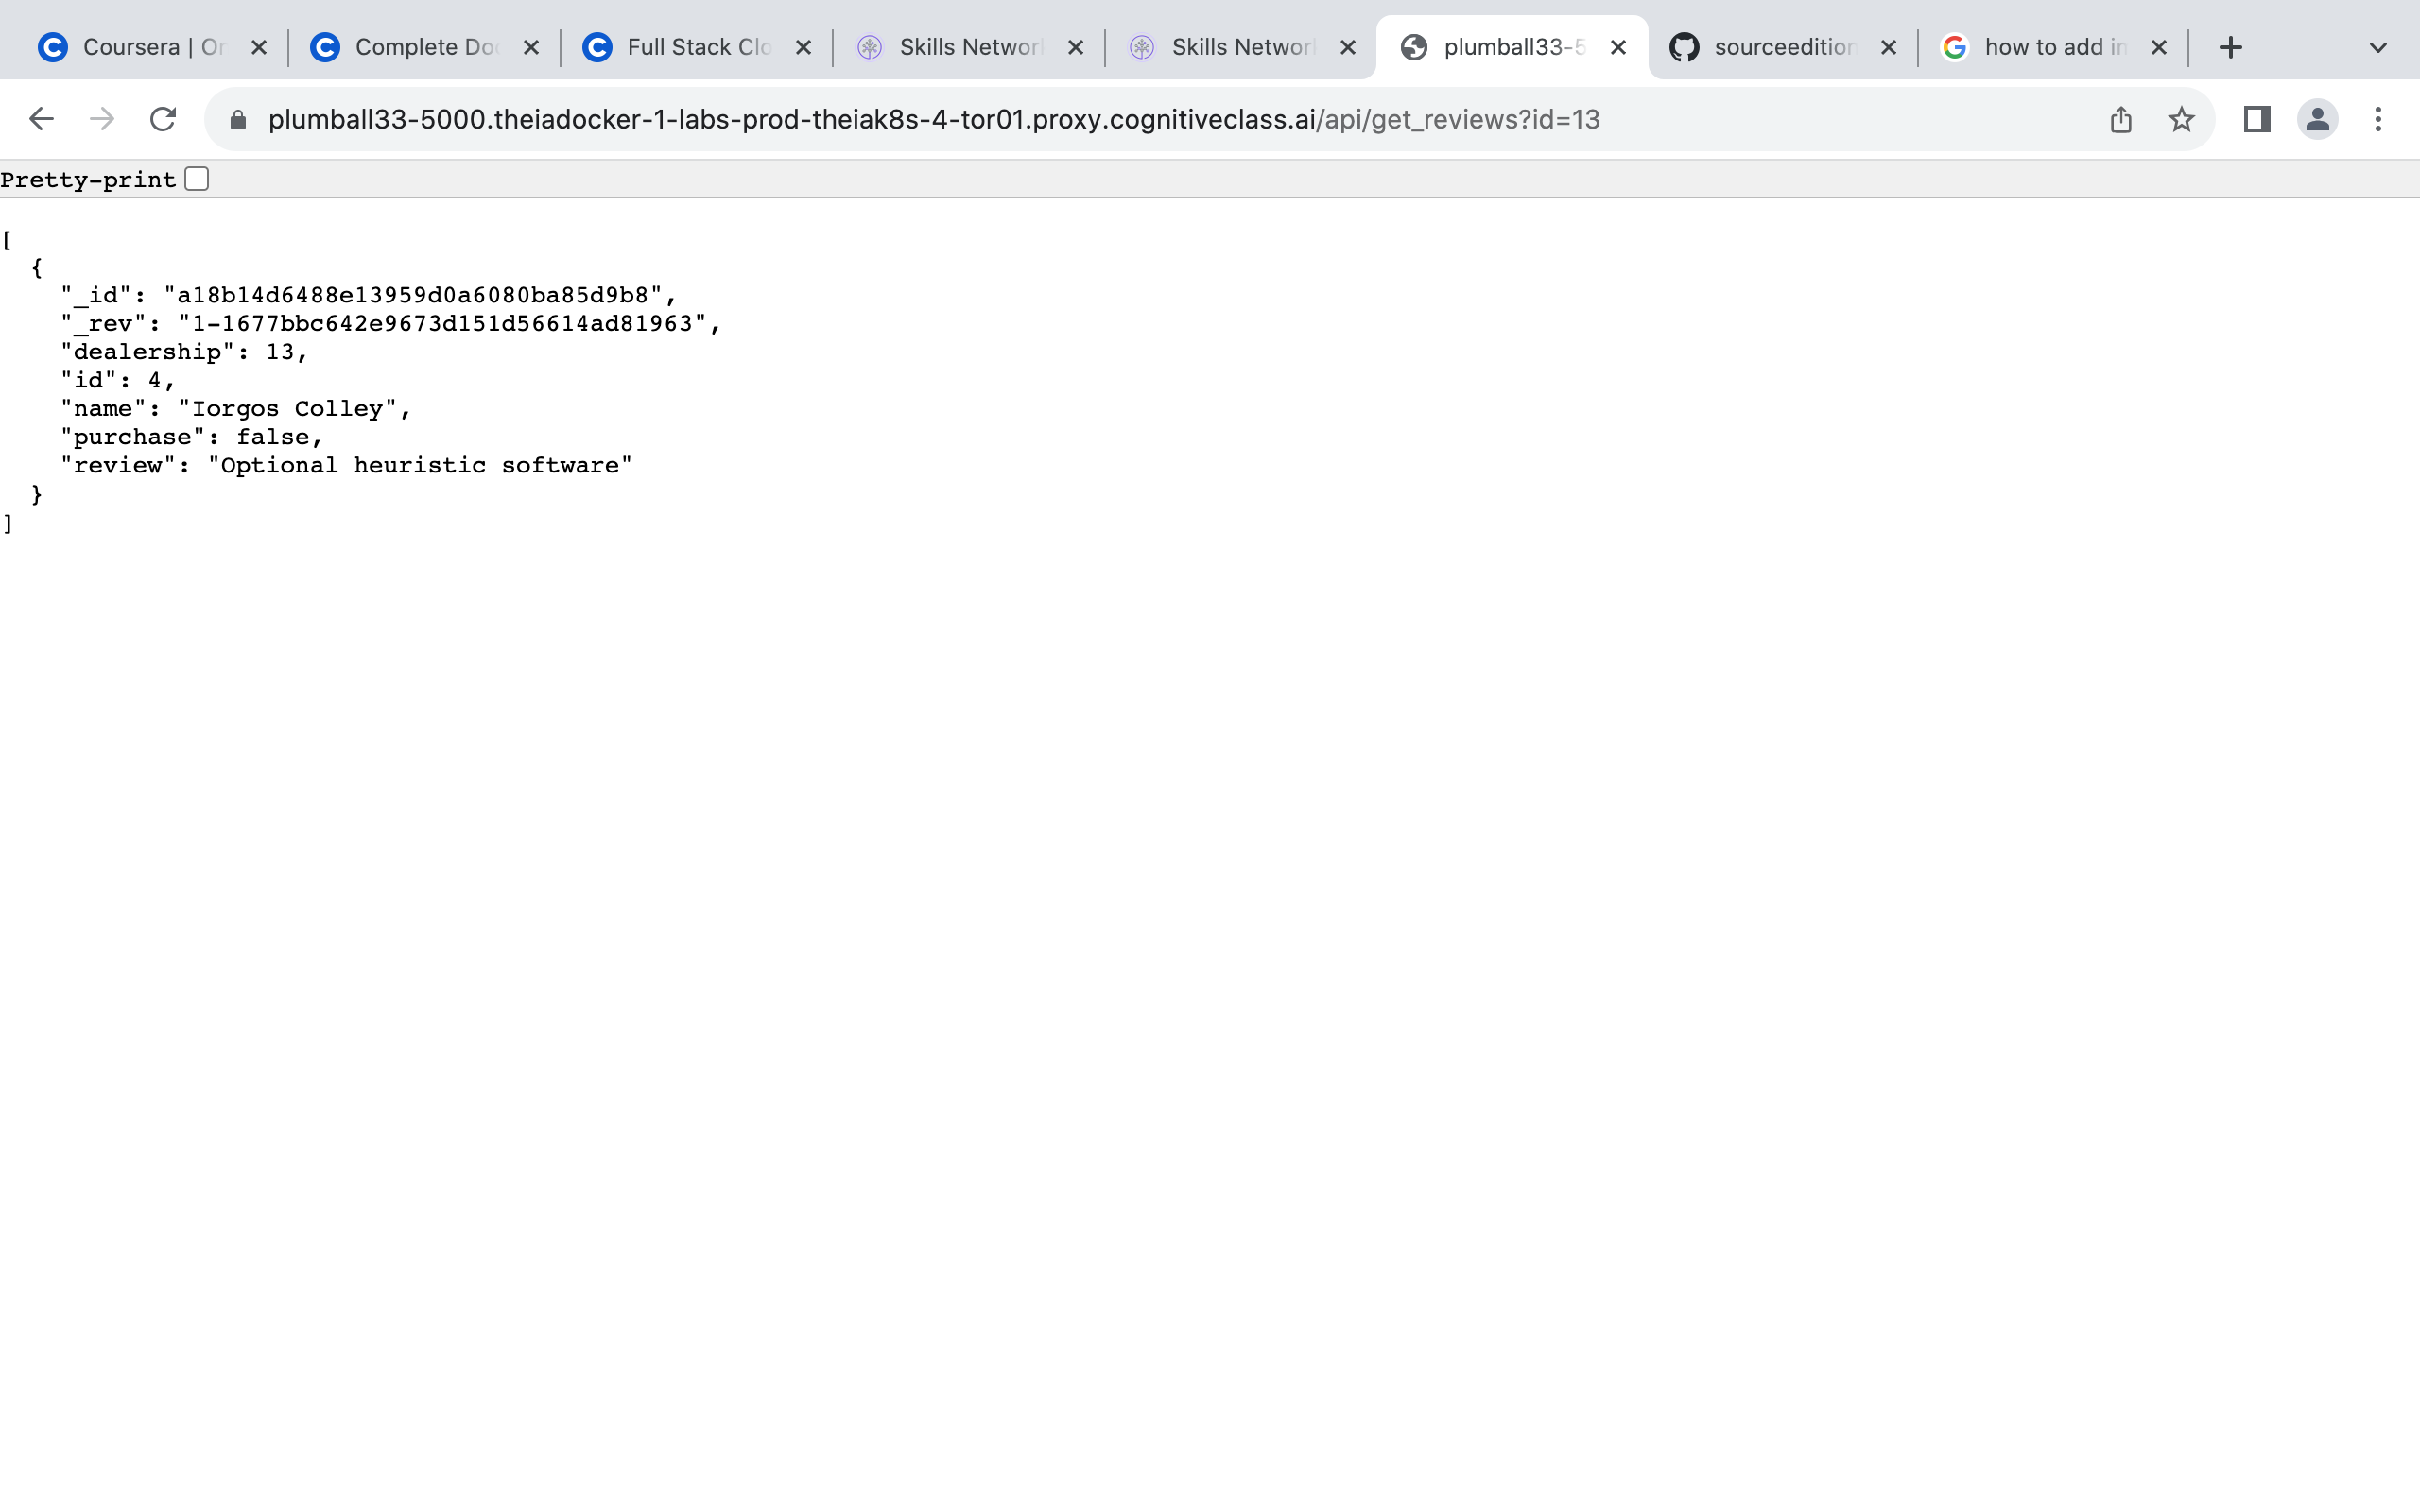 Coursera | Or
Complete Doc
Full Stack Clo
Skills Networ
Skills Networ
plumball33-5
sourceedition
how to add in
plumball33-5000.theiadocker-1-labs-prod-theiak8s-4-tor01.proxy.cognitiveclass.ai/api/get_reviews?id=13
Pretty-print
[
  {
    "_id": "a18b14d6488e13959d0a6080ba85d9b8",
    "_rev": "1-1677bbc642e9673d151d56614ad81963",
    "dealership": 13,
    "id": 4,
    "name": "Iorgos Colley",
    "purchase": false,
    "review": "Optional heuristic software"
  }
]